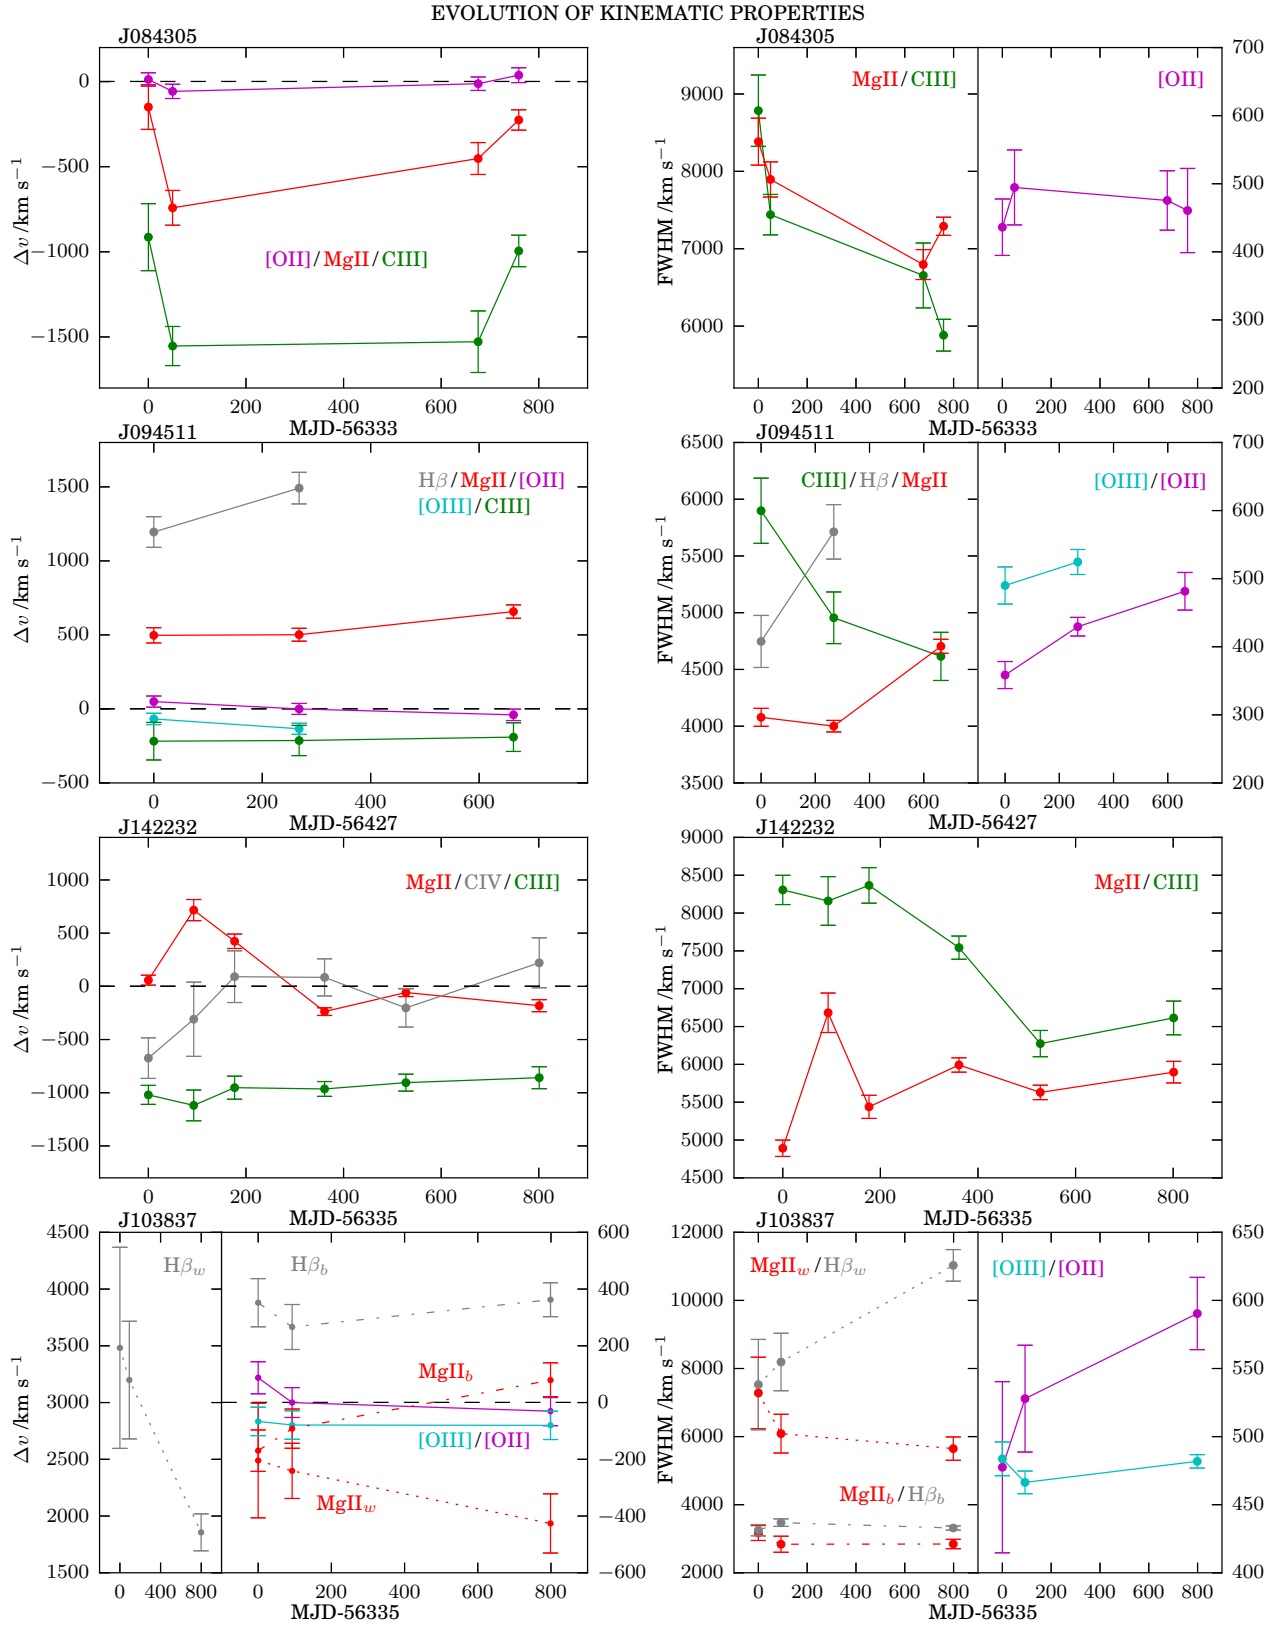 EVOLUTION OF KINEMATIC PROPERTIES
J084305
0
−500
−1000
−1500
Δv /km s⁻¹
[OII]/MgII/CIII]
0 200 400 600 800
MJD-56333
J084305
9000
8000
7000
6000
FWHM /km s⁻¹
MgII/CIII]
[OII]
700
600
500
400
300
200
0 200 400 600 800
0 200 400 600 800
MJD-56333
J094511
1500
1000
500
0
−500
Δv /km s⁻¹
Hβ/MgII/[OII]
[OIII]/CIII]
0 200 400 600
MJD-56427
J094511
6500
6000
5500
5000
4500
4000
3500
FWHM /km s⁻¹
CIII]/Hβ/MgII
[OIII]/[OII]
700
600
500
400
300
200
0 200 400 600
0 200 400 600
MJD-56427
J142232
1000
500
0
−500
−1000
−1500
Δv /km s⁻¹
MgII/CIV/CIII]
0 200 400 600 800
MJD-56335
J142232
9000
8500
8000
7500
7000
6500
6000
5500
5000
4500
FWHM /km s⁻¹
MgII/CIII]
0 200 400 600 800
MJD-56335
J103837
4500
4000
3500
3000
2500
2000
1500
Δv /km s⁻¹
Hβ_w
Hβ_b
MgII_b
[OIII]/[OII]
MgII_w
600
400
200
0
−200
−400
−600
0 400 800
0 200 400 600 800
MJD-56335
J103837
12000
10000
8000
6000
4000
2000
FWHM /km s⁻¹
MgII_w/Hβ_w
MgII_b/Hβ_b
[OIII]/[OII]
650
600
550
500
450
400
0 200 400 600 800
0 200 400 600 800
MJD-56335